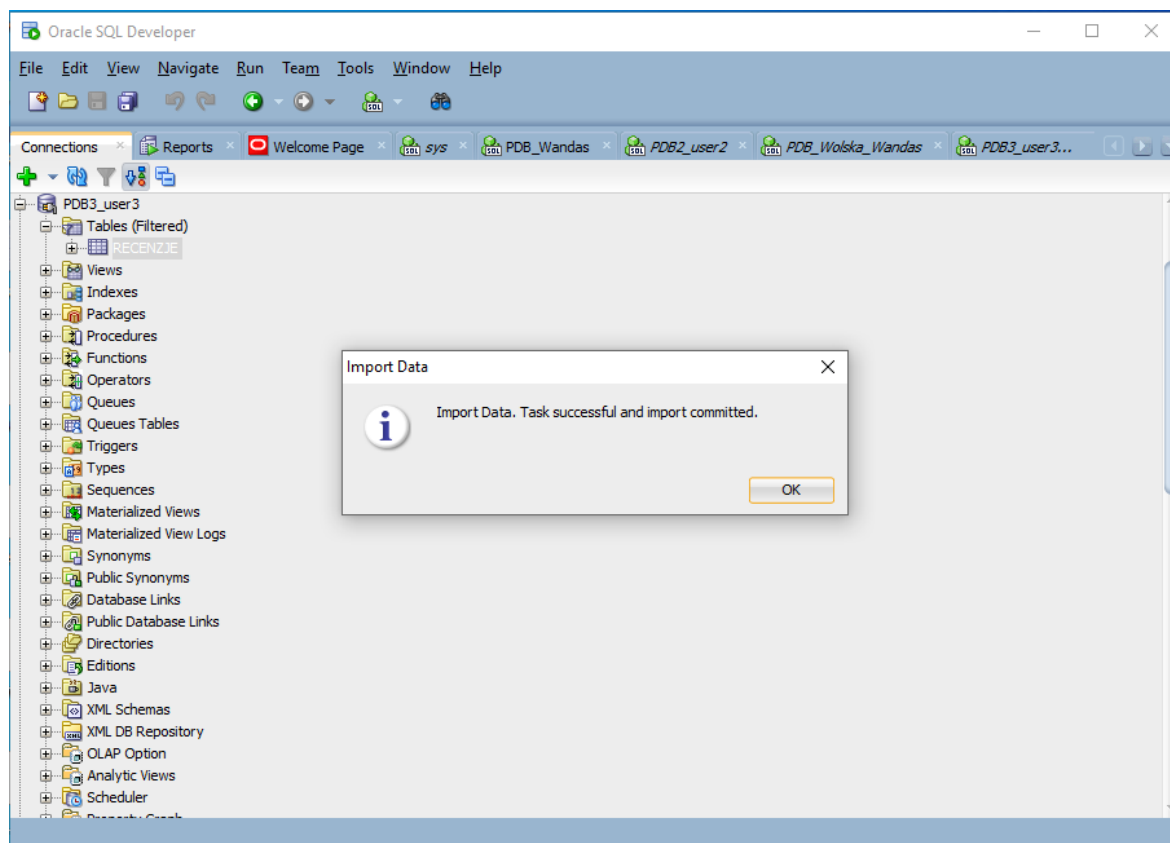 Oracle SQL Developer
File Edit View Navigate Run Team Tools Window Help
Connections Reports Welcome Page sys PDB_Wandas PDB2_user2 PDB_Wolska_Wandas PDB3_user3...
PDB3_user3
Tables (Filtered)
RECENZJE
Views
Indexes
Packages
Procedures
Functions
Operators
Queues
Queues Tables
Triggers
Types
Sequences
Materialized Views
Materialized View Logs
Synonyms
Public Synonyms
Database Links
Public Database Links
Directories
Editions
Java
XML Schemas
XML DB Repository
OLAP Option
Analytic Views
Scheduler
Import Data
Import Data. Task successful and import committed.
OK